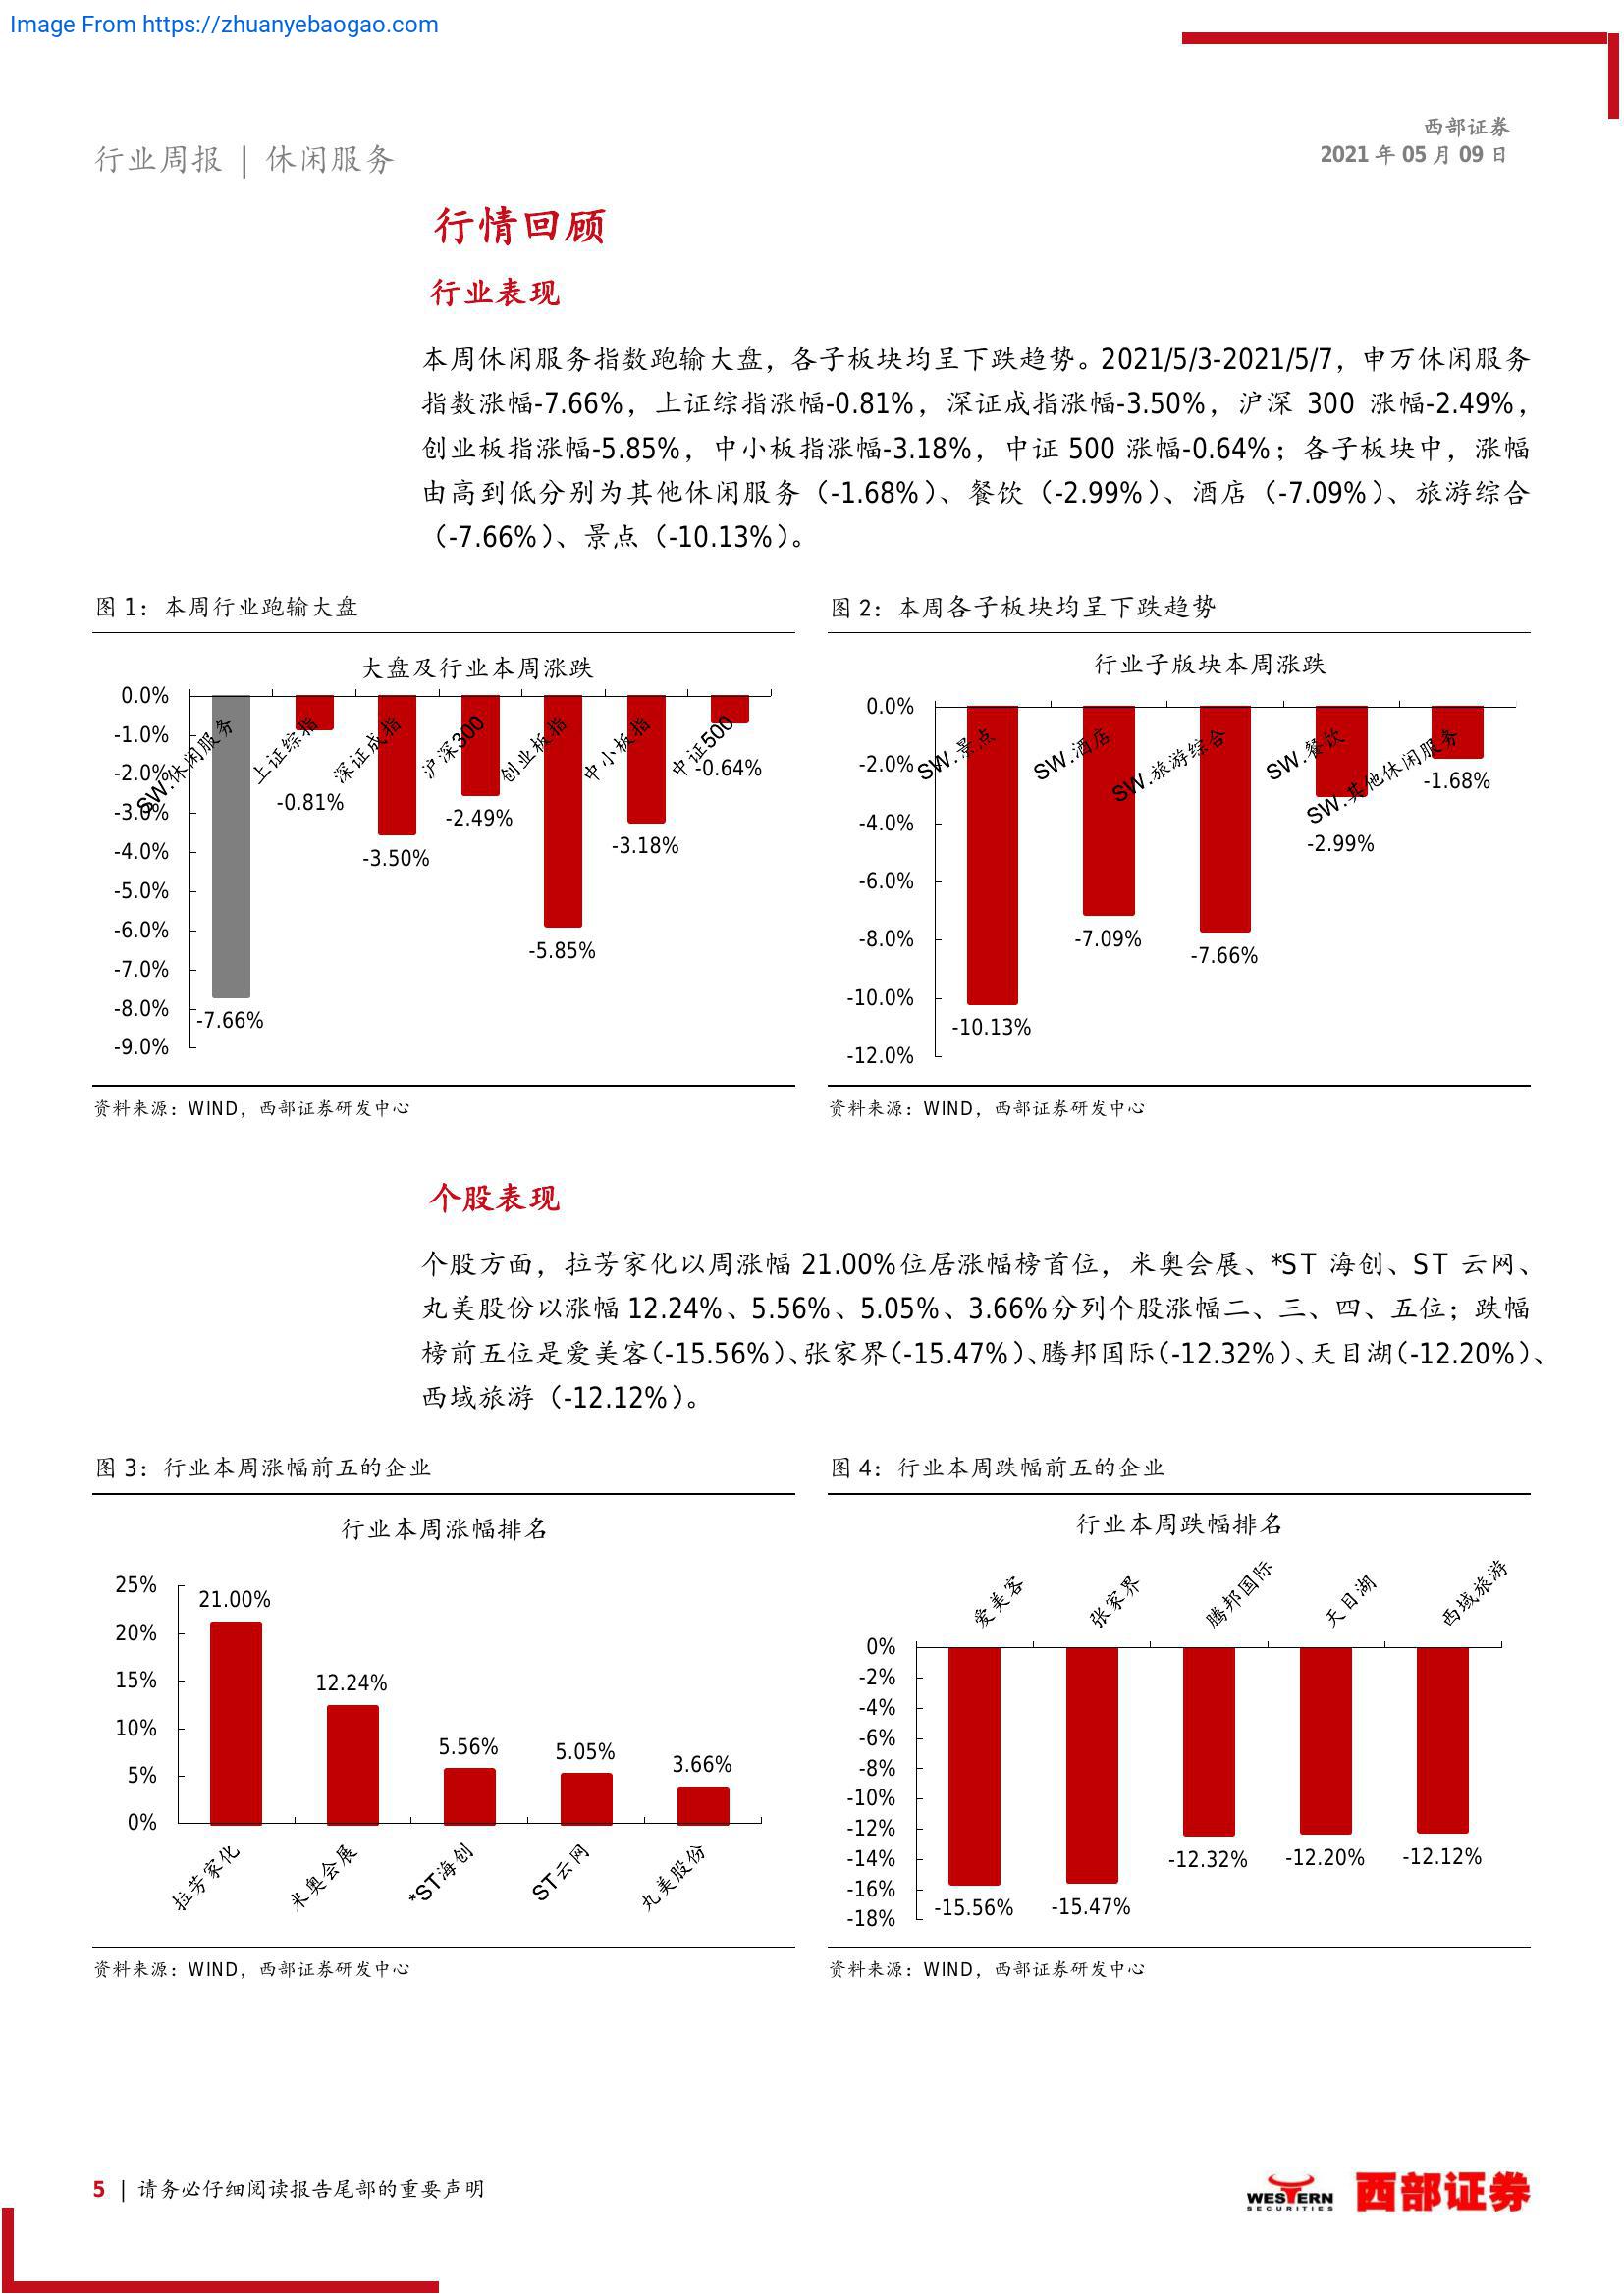 Image From https://zhuanyebaogao.com
西部证券
2021 年 05 月 09 日
行业周报 | 休闲服务
行情回顾
行业表现
本周休闲服务指数跑输大盘，各子板块均呈下跌趋势。2021/5/3-2021/5/7，申万休闲服务
指数涨幅-7.66%，上证综指涨幅-0.81%，深证成指涨幅-3.50%，沪深 300 涨幅-2.49%，
创业板指涨幅-5.85%，中小板指涨幅-3.18%，中证 500 涨幅-0.64%；各子板块中，涨幅
由高到低分别为其他休闲服务（-1.68%）、餐饮（-2.99%）、酒店（-7.09%）、旅游综合
（-7.66%）、景点（-10.13%）。
图 1：本周行业跑输大盘
大盘及行业本周涨跌
0.0%
-1.0%
-2.0%
-3.0%
-4.0%
-5.0%
-6.0%
-7.0%
-8.0%
-9.0%
SW.休闲服务
上证综指
深证成指
沪深300
创业板指
中小板指
中证500
-7.66%
-0.81%
-3.50%
-2.49%
-5.85%
-3.18%
-0.64%
资料来源：WIND，西部证券研发中心
图 2：本周各子板块均呈下跌趋势
行业子版块本周涨跌
0.0%
-2.0%
-4.0%
-6.0%
-8.0%
-10.0%
-12.0%
SW.景点
SW.酒店
SW.旅游综合
SW.餐饮
SW.其他休闲服务
-10.13%
-7.09%
-7.66%
-2.99%
-1.68%
资料来源：WIND，西部证券研发中心
个股表现
个股方面，拉芳家化以周涨幅 21.00%位居涨幅榜首位，米奥会展、*ST 海创、ST 云网、
丸美股份以涨幅 12.24%、5.56%、5.05%、3.66%分列个股涨幅二、三、四、五位；跌幅
榜前五位是爱美客（-15.56%）、张家界（-15.47%）、腾邦国际（-12.32%）、天目湖（-12.20%）、
西域旅游（-12.12%）。
图 3：行业本周涨幅前五的企业
行业本周涨幅排名
25%
20%
15%
10%
5%
0%
21.00%
12.24%
5.56%
5.05%
3.66%
拉芳家化
米奥会展
*ST海创
ST云网
丸美股份
资料来源：WIND，西部证券研发中心
图 4：行业本周跌幅前五的企业
行业本周跌幅排名
爱美客
张家界
腾邦国际
天目湖
西域旅游
0%
-2%
-4%
-6%
-8%
-10%
-12%
-14%
-16%
-18%
-15.56%
-15.47%
-12.32%
-12.20%
-12.12%
资料来源：WIND，西部证券研发中心
5 | 请务必仔细阅读报告尾部的重要声明
WESTERN
SECURITIES
西部证券